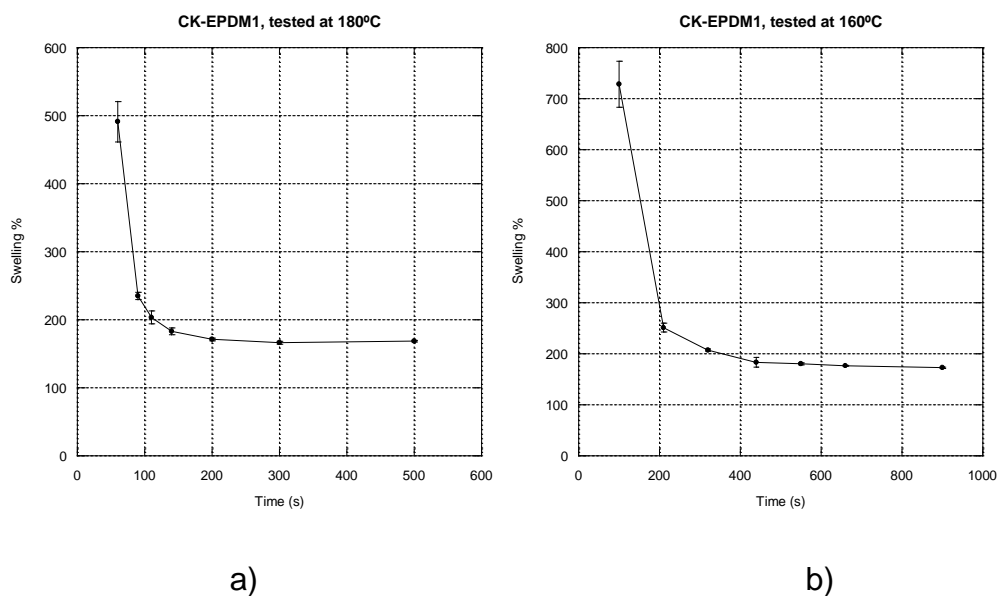 CK-EPDM1, tested at 180ºC
600
500
400
300
200
100
0
Swelling %
0 100 200 300 400 500 600
Time (s)
a)
CK-EPDM1, tested at 160ºC
800
700
600
500
400
300
200
100
0
Swelling %
0 200 400 600 800 1000
Time (s)
b)